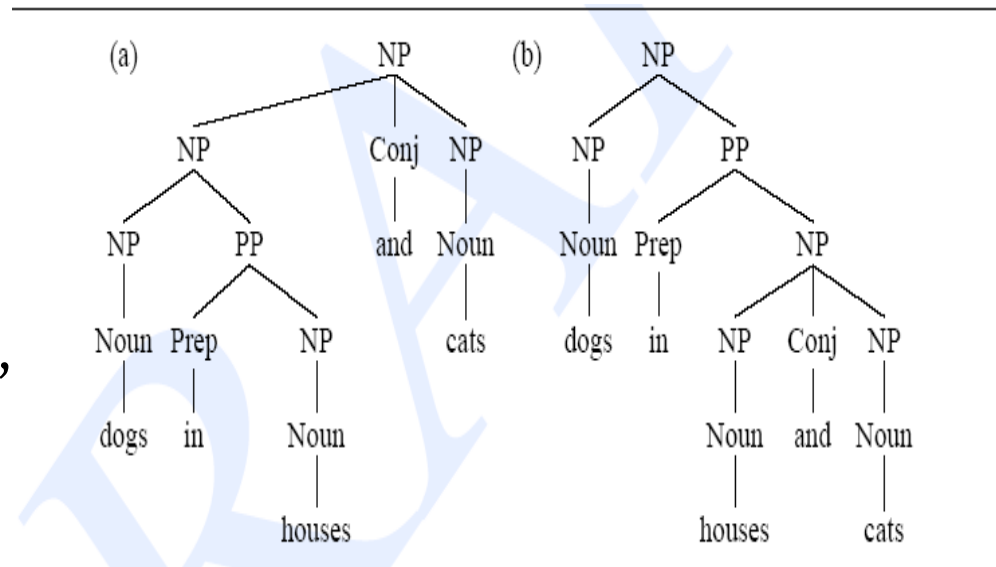 (a) NP (b) NP
NP Conj NP NP PP
NP PP and Noun Noun Prep NP
Noun Prep NP cats dogs in NP Conj NP
,
dogs in Noun Noun and Noun
houses houses cats